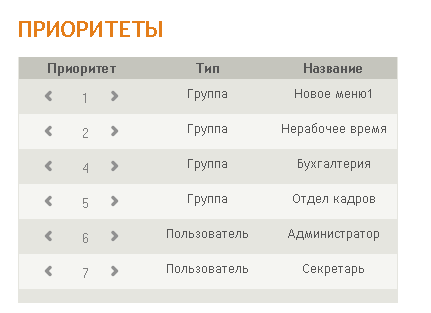 ПРИОРИТЕТЫ
Приоритет Тип Название
1 Группа Новое меню1
2 Группа Нерабочее время
4 Группа Бухгалтерия
5 Группа Отдел кадров
6 Пользователь Администратор
7 Пользователь Секретарь